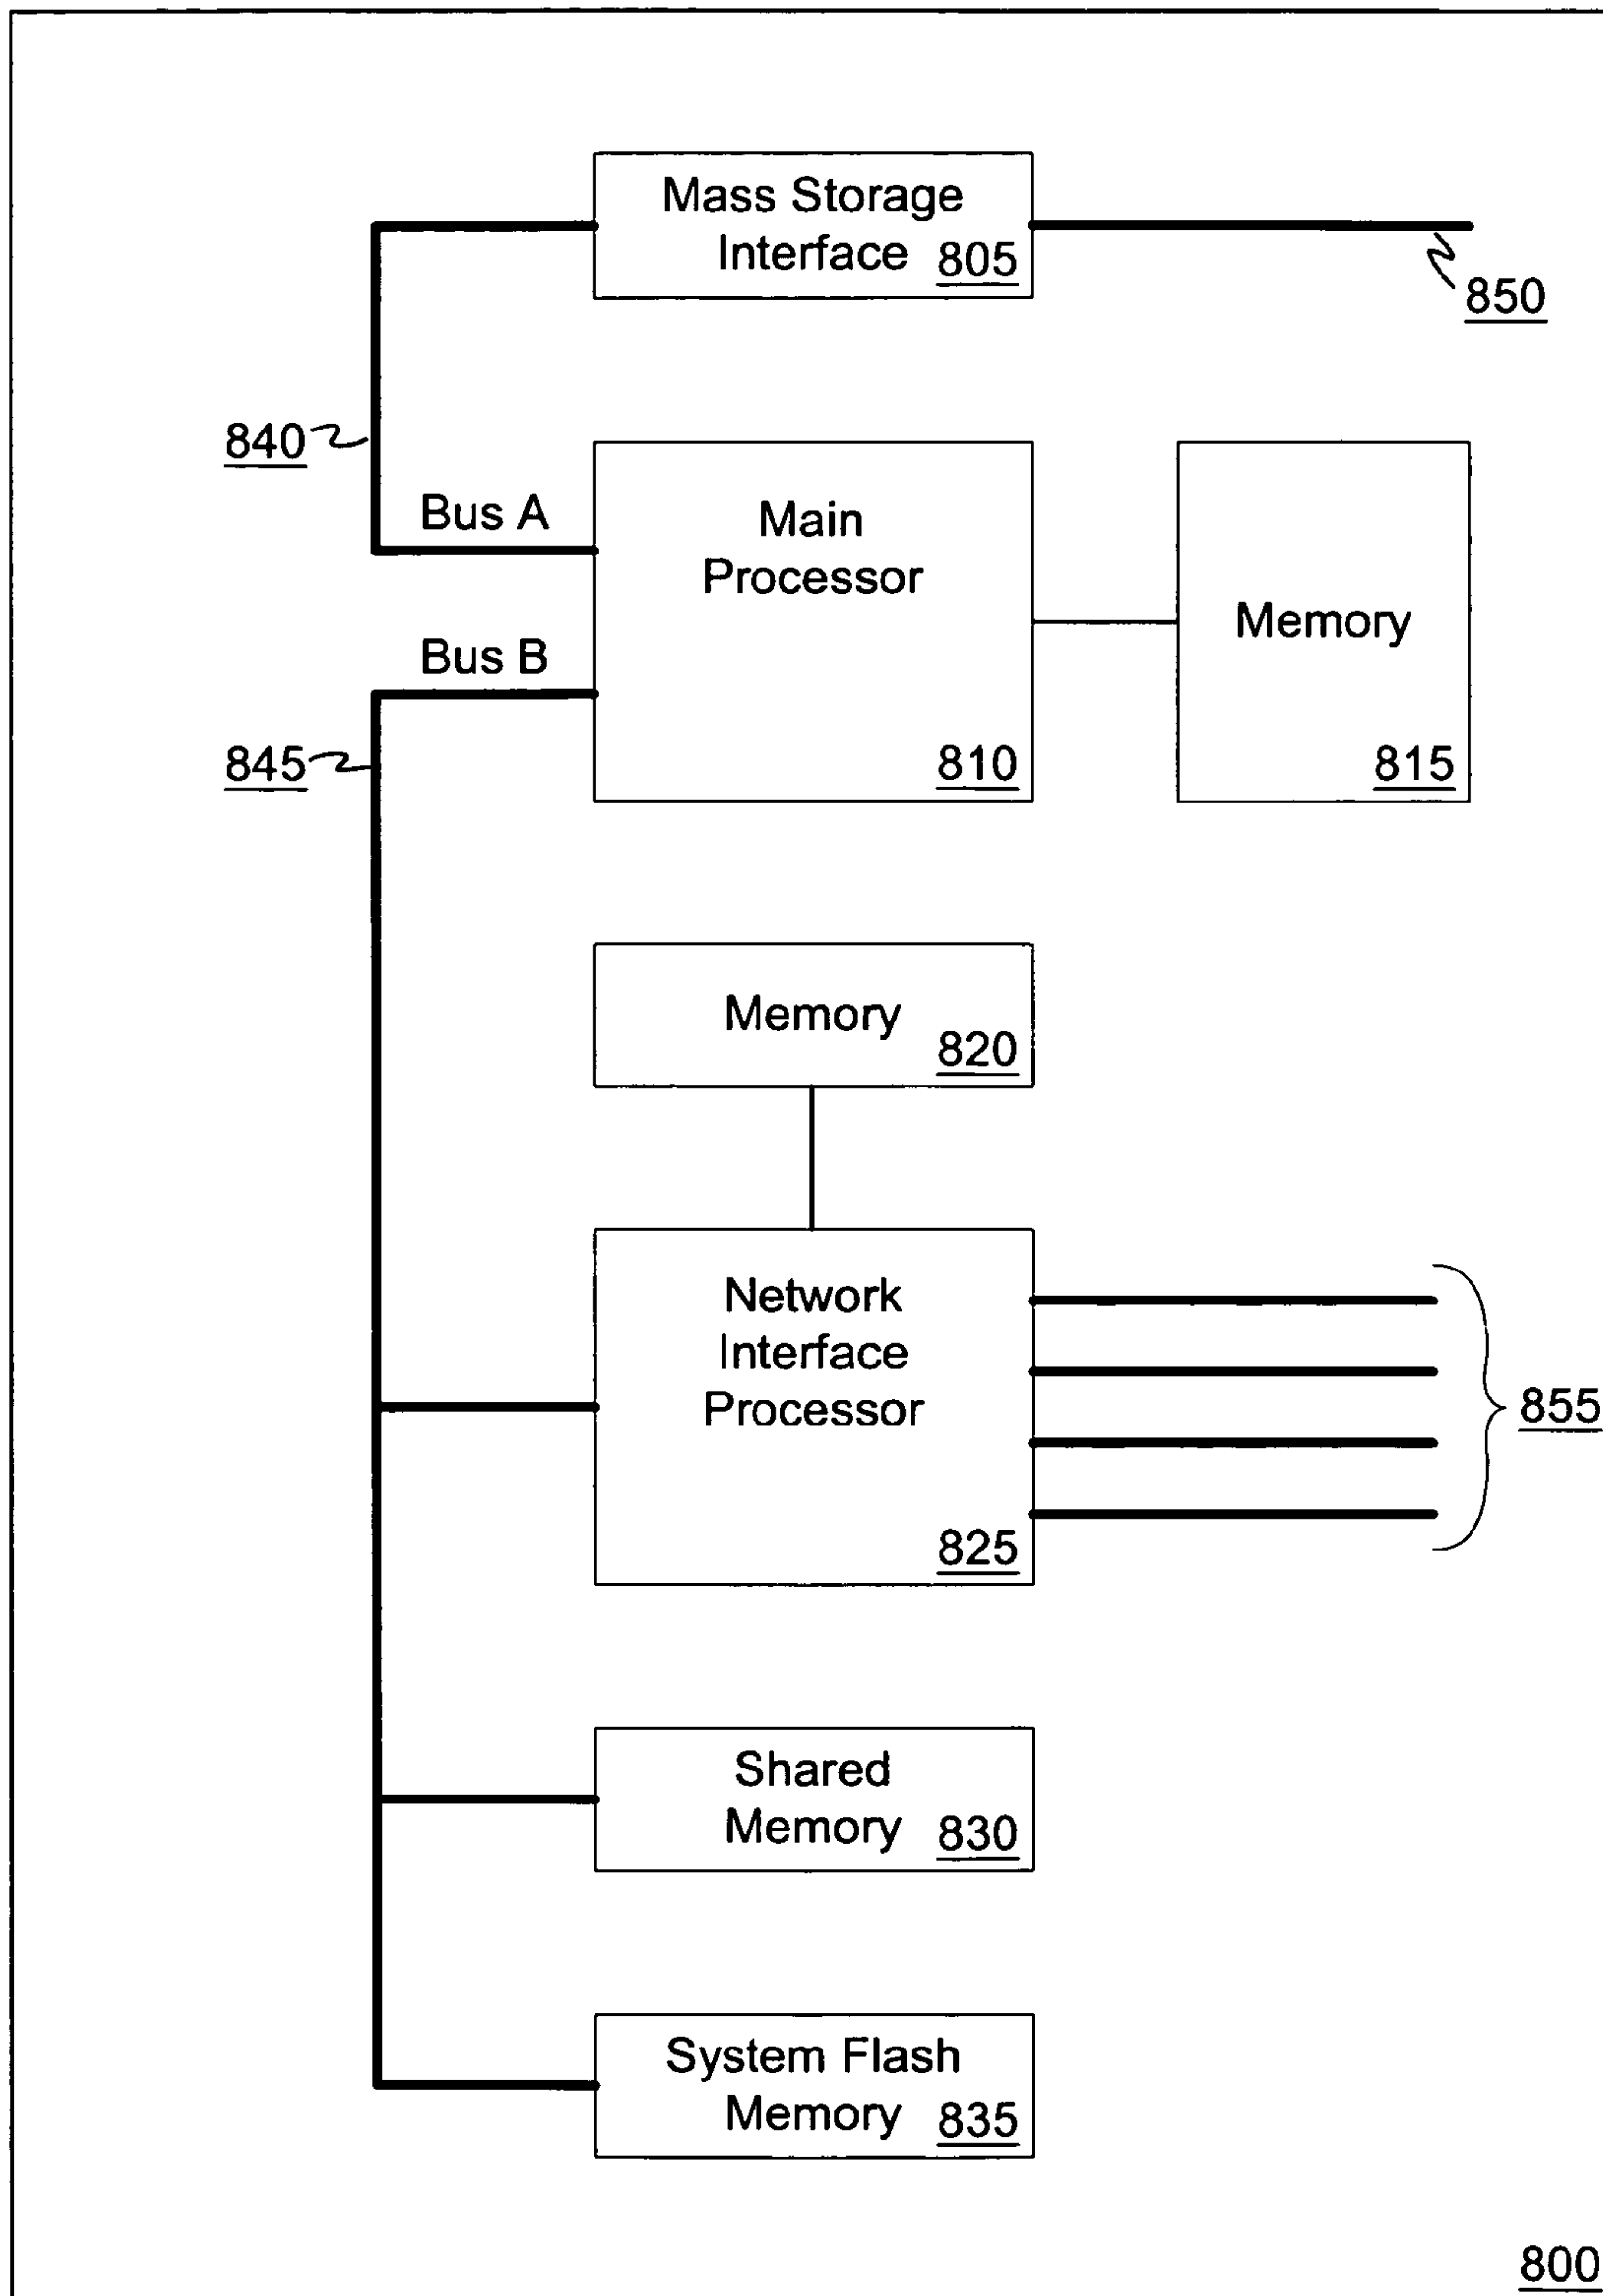 Mass Storage
Interface 805
850
840
Bus A
Main
Processor
Memory
Bus B
845
810
815
Memory
820
Network
Interface
Processor
855
825
Shared
Memory 830
System Flash
Memory 835
800